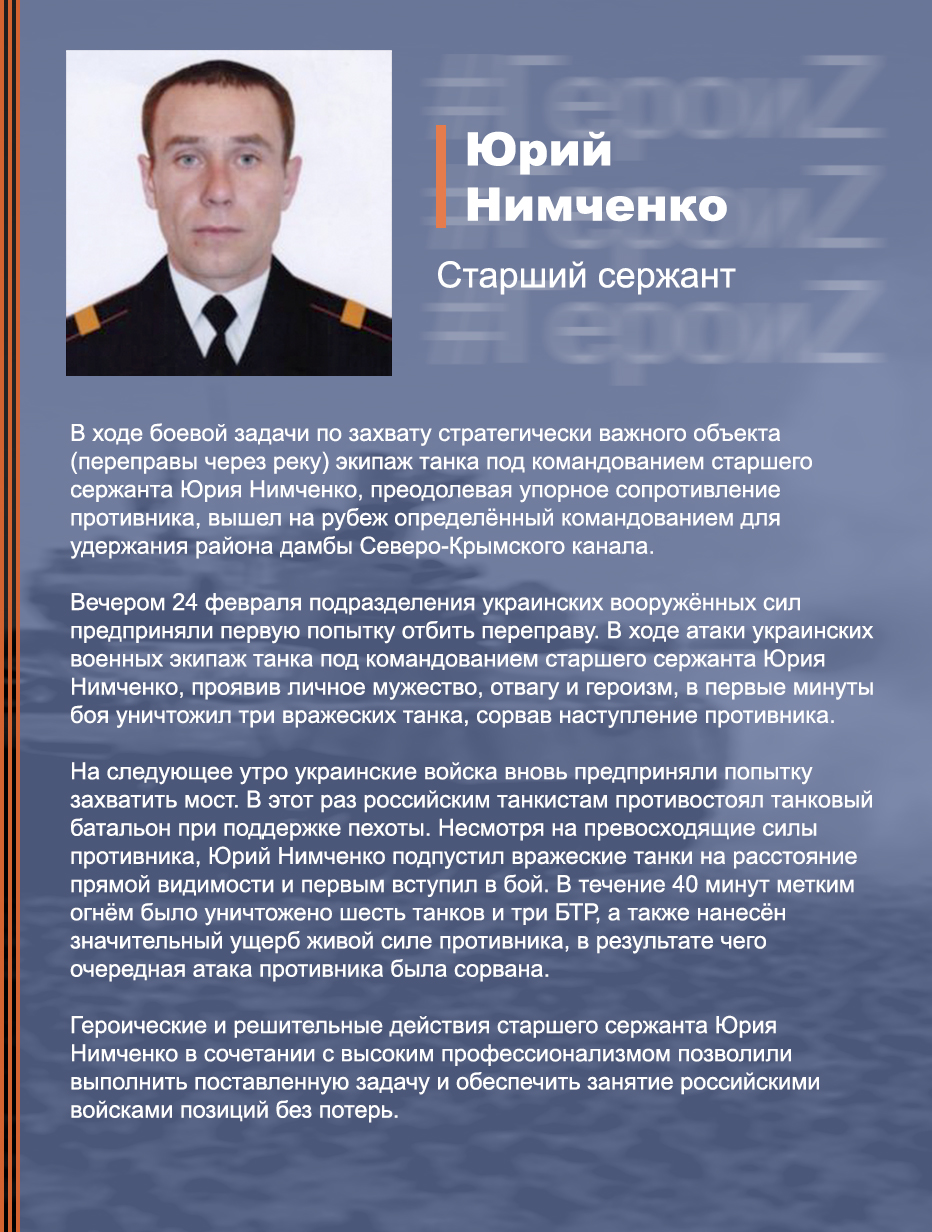 #ГероиZ
Юрий
#ГероиZ
Нимченко
Старший сержант
#ГероиZ
В ходе боевой задачи по захвату стратегически важного объекта
(переправы через реку) экипаж танка под командованием старшего
сержанта Юрия Нимченко, преодолевая упорное сопротивление
противника, вышел на рубеж определённый командованием для
удержания района дамбы Северо-Крымского канала.
Вечером 24 февраля подразделения украинских вооружённых сил
предприняли первую попытку отбить переправу. В ходе атаки украинских
военных экипаж танка под командованием старшего сержанта Юрия
Нимченко, проявив личное мужество, отвагу и героизм, в первые минуты
боя уничтожил три вражеских танка, сорвав наступление противника.
На следующее утро украинские войска вновь предприняли попытку
захватить мост. В этот раз российским танкистам противостоял танковый
батальон при поддержке пехоты. Несмотря на превосходящие силы
противника, Юрий Нимченко подпустил вражеские танки на расстояние
прямой видимости и первым вступил в бой. В течение 40 минут метким
огнём было уничтожено шесть танков и три БТР, а также нанесён
значительный ущерб живой силе противника, в результате чего
очередная атака противника была сорвана.
Героические и решительные действия старшего сержанта Юрия
Нимченко в сочетании с высоким профессионализмом позволили
выполнить поставленную задачу и обеспечить занятие российскими
войсками позиций без потерь.